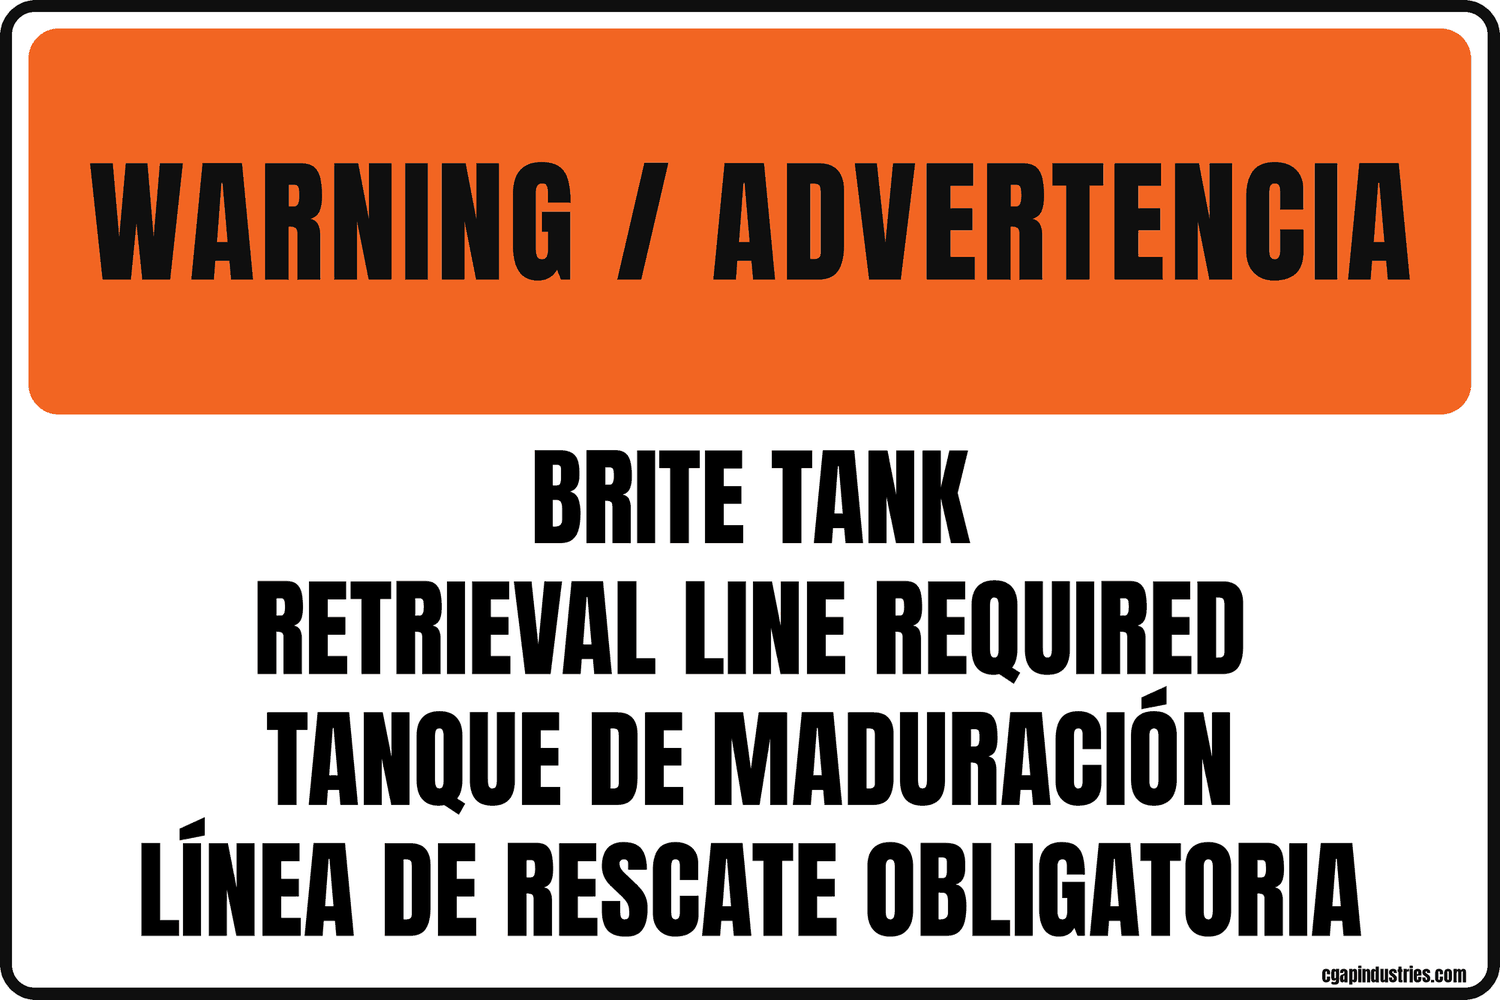 WARNING / ADVERTENCIA
BRITE TANK
RETRIEVAL LINE REQUIRED
TANQUE DE MADURACIÓN
LÍNEA DE RESCATE OBLIGATORIA
cgapindustries.com